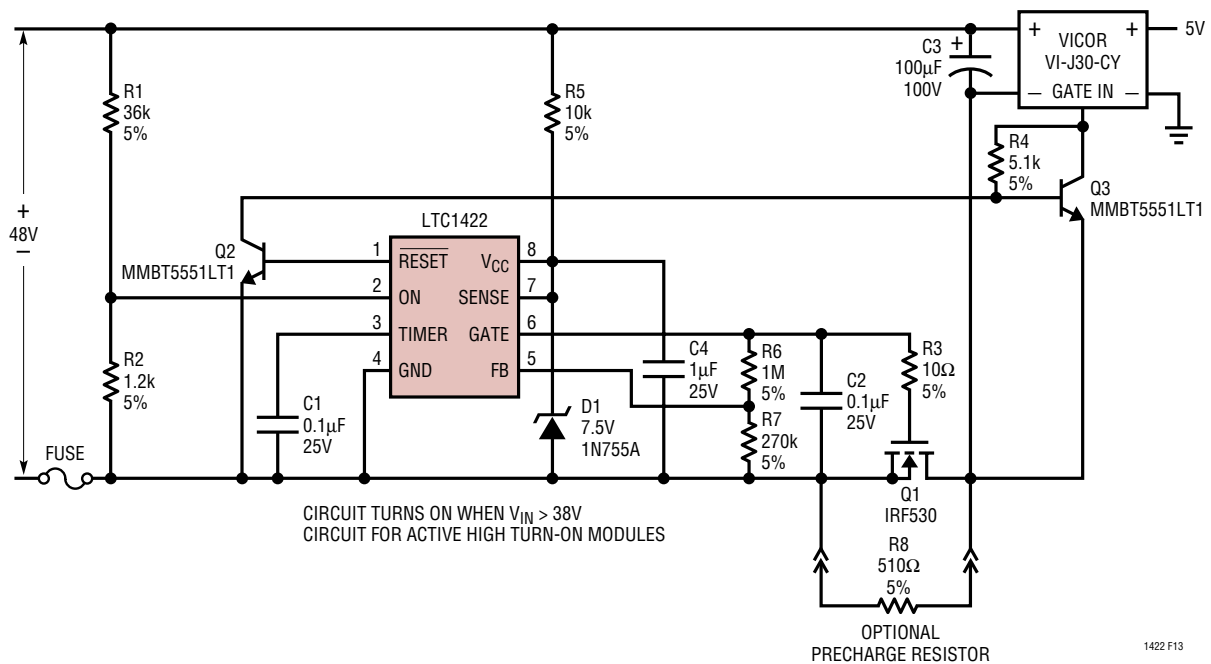 R1
36k
5%
R5
10k
5%
C3
+
100µF
100V
+
+
VICOR
VI-J30-CY
– GATE IN –
5V
R4
5.1k
5%
Q3
MMBT5551LT1
+
48V
–
Q2
MMBT5551LT1
LTC1422
1
RESET
VCC
8
2
ON
SENSE
7
3
TIMER
GATE
6
4
GND
FB
5
R2
1.2k
5%
C1
0.1µF
25V
D1
7.5V
1N755A
C4
1µF
25V
R6
1M
5%
R7
270k
5%
C2
0.1µF
25V
R3
10Ω
5%
FUSE
Q1
IRF530
CIRCUIT TURNS ON WHEN VIN > 38V
CIRCUIT FOR ACTIVE HIGH TURN-ON MODULES
R8
510Ω
5%
OPTIONAL
PRECHARGE RESISTOR
1422 F13